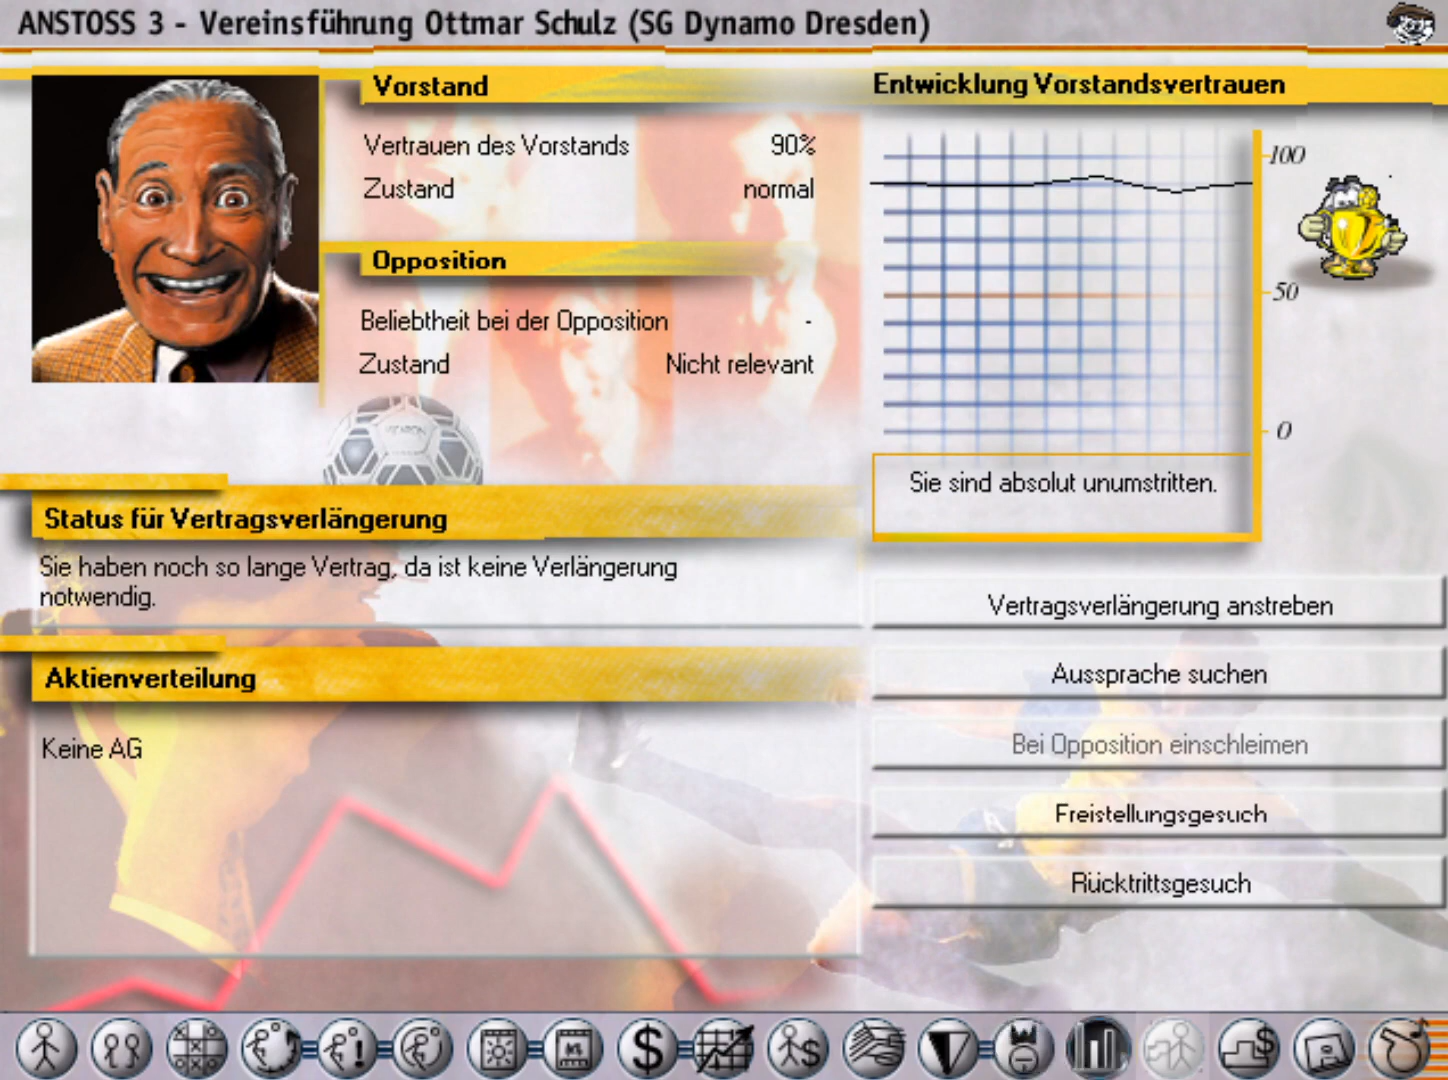 ANSTOSS 3 - Vereinsführung Ottmar Schulz (SG Dynamo Dresden)
Vorstand
Vertrauen des Vorstands 90%
Zustand normal
Opposition
Beliebtheit bei der Opposition -
Zustand Nicht relevant
Entwicklung Vorstandsvertrauen
100
50
0
Sie sind absolut unumstritten.
Status für Vertragsverlängerung
Sie haben noch so lange Vertrag, da ist keine Verlängerung
notwendig.
Aktienverteilung
Keine AG
Vertragsverlängerung anstreben
Aussprache suchen
Bei Opposition einschleimen
Freistellungsgesuch
Rücktrittsgesuch